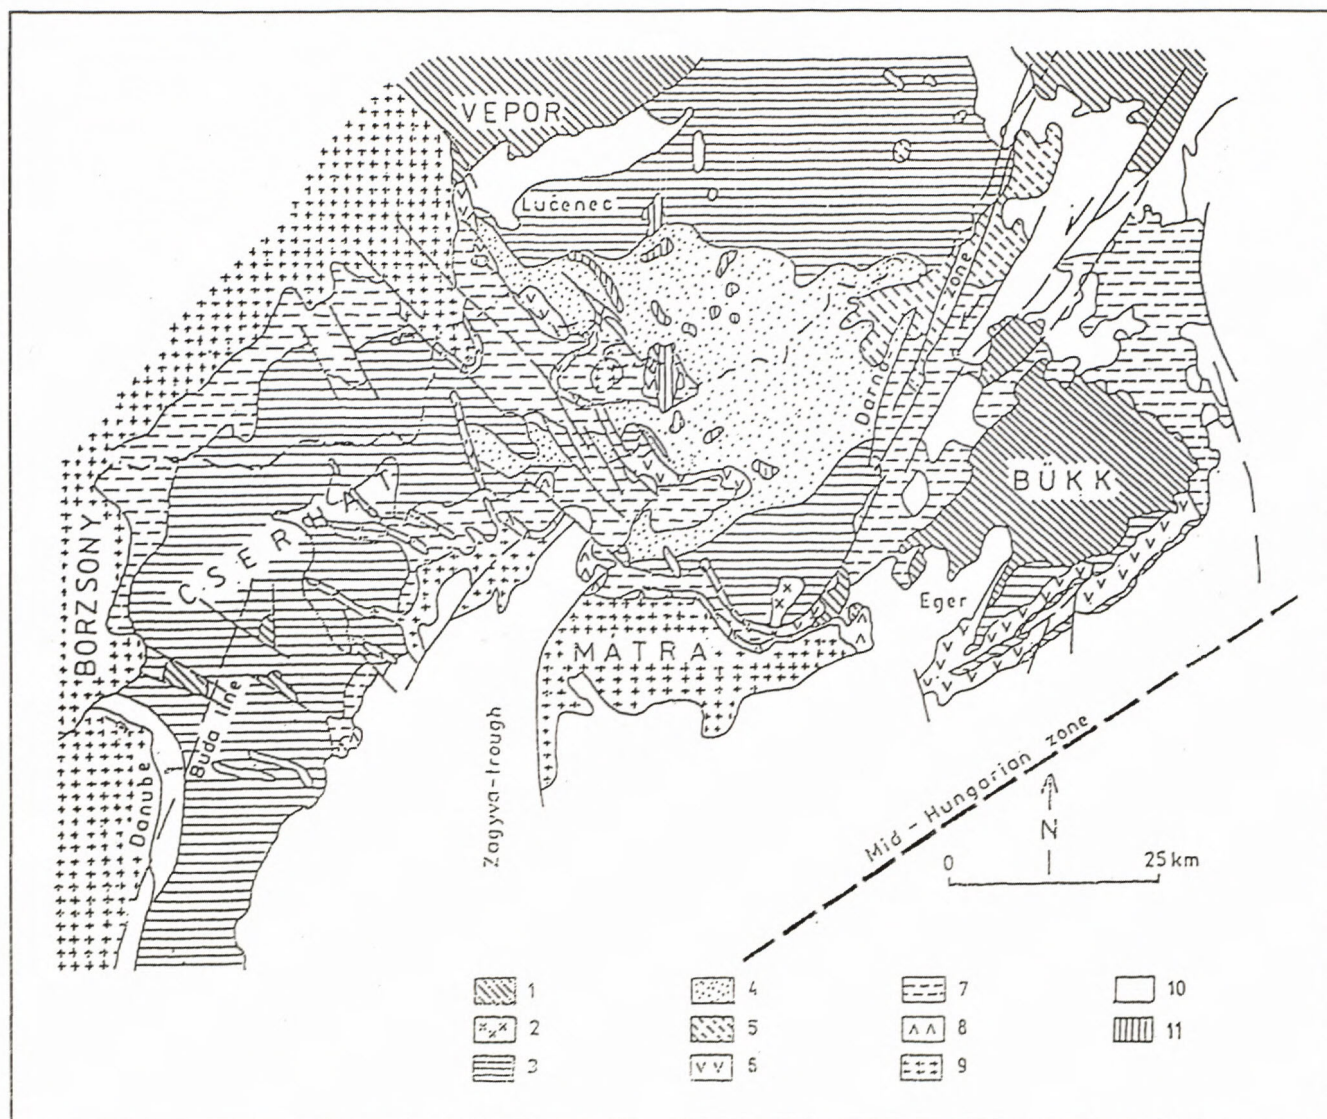 VEPOR
Lučenec
Darnó zone
BÜKK
CSERHÁT
BORZSONY
MATRA
Eger
Buda line
Danube
Zagyva-trough
Mid-Hungarian zone
N
0 25 km
1 4 7 10
2 5 8 11
3 6 9